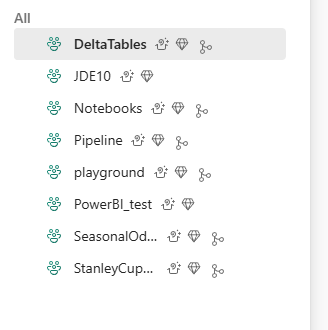 All
DeltaTables
JDE10
Notebooks
Pipeline
playground
PowerBI_test
SeasonalOd...
StanleyCup...